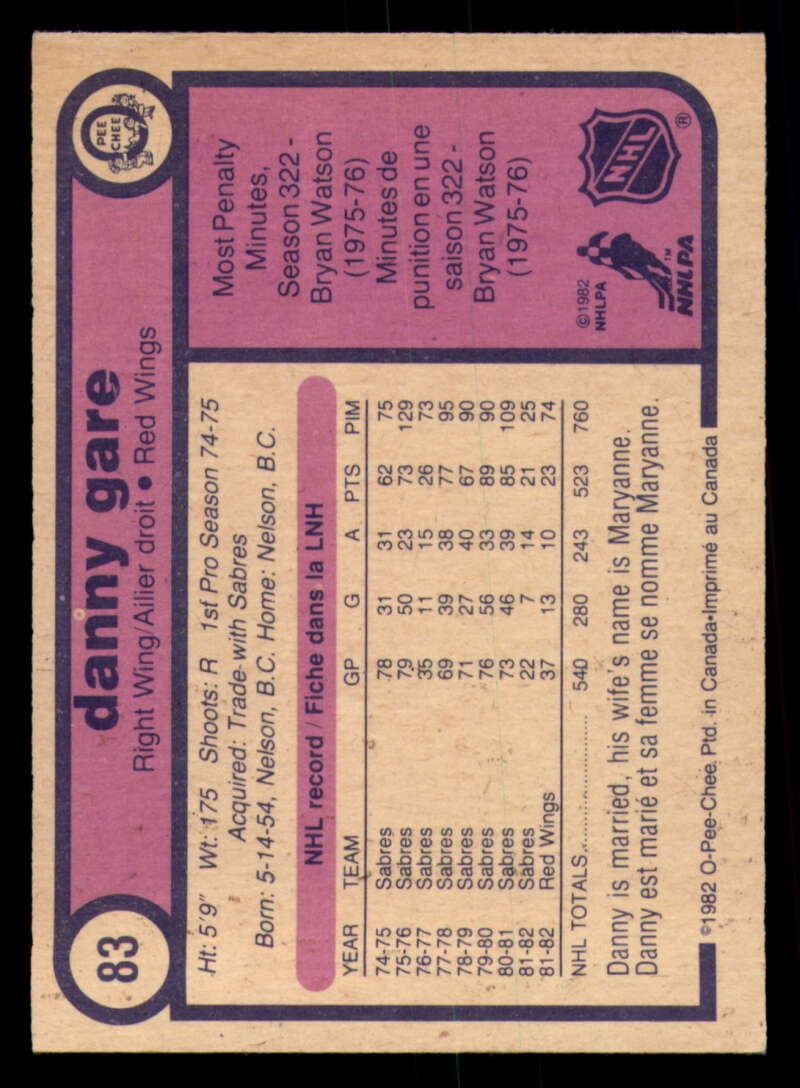 83
danny gare
Right Wing/Ailier droit • Red Wings
O
PEE
CHEE
Ht: 5'9" Wt: 175 Shoots: R 1st Pro Season 74-75
Acquired: Trade with Sabres
Born: 5-14-54, Nelson, B.C. Home: Nelson, B.C.
NHL record / Fiche dans la LNH
YEAR TEAM GP G A PTS PIM
74-75 Sabres 78 31 31 62 75
75-76 Sabres 79 50 23 73 129
76-77 Sabres 35 11 15 26 73
77-78 Sabres 69 39 38 77 95
78-79 Sabres 71 27 40 67 90
79-80 Sabres 76 56 33 89 90
80-81 Sabres 73 46 39 85 109
81-82 Sabres 22 7 14 21 25
81-82 Red Wings 37 13 10 23 74
NHL TOTALS 540 280 243 523 760
Danny is married, his wife's name is Maryanne.
Danny est marié et sa femme se nomme Maryanne.
©1982 O-Pee-Chee. Ptd. in Canada•Imprimé au Canada
Most Penalty
Minutes,
Season 322 -
Bryan Watson
(1975-76)
Minutes de
punition en une
saison 322 -
Bryan Watson
(1975-76)
©1982
NHLPA
TM
NHLPA
NHL
®